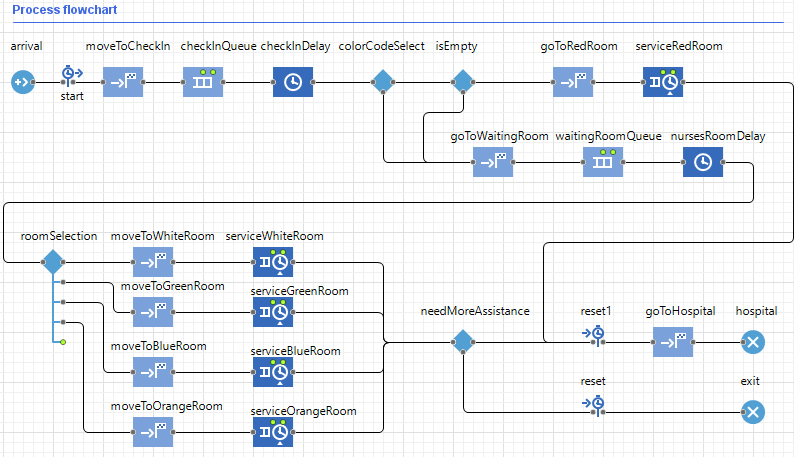 Process flowchart
arrival
moveToCheckIn
checkInQueue
checkInDelay
colorCodeSelect
isEmpty
goToRedRoom
serviceRedRoom
start
goToWaitingRoom
waitingRoomQueue
nursesRoomDelay
roomSelection
moveToWhiteRoom
serviceWhiteRoom
moveToGreenRoom
serviceGreenRoom
needMoreAssistance
reset1
goToHospital
hospital
moveToBlueRoom
serviceBlueRoom
reset
exit
moveToOrangeRoom
serviceOrangeRoom